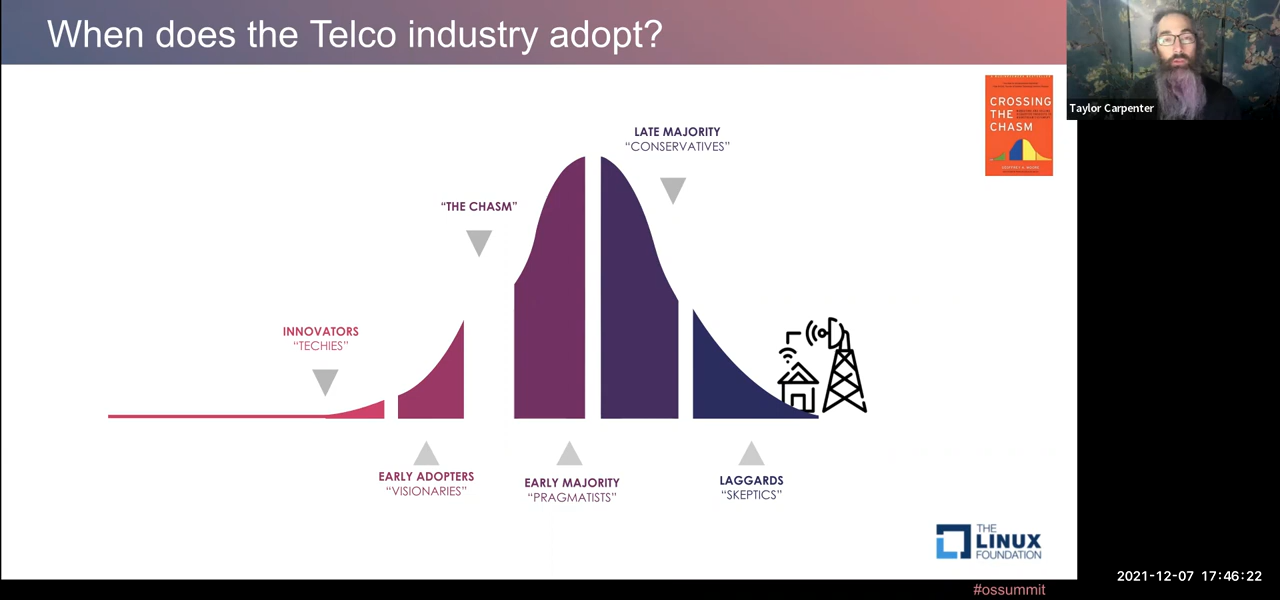 When does the Telco industry adopt?
Taylor Carpenter
CROSSING
THE
CHASM
LATE MAJORITY
“CONSERVATIVES”
“THE CHASM”
INNOVATORS
“TECHIES”
EARLY ADOPTERS
“VISIONARIES”
EARLY MAJORITY
“PRAGMATISTS”
LAGGARDS
“SKEPTICS”
THE
LINUX
FOUNDATION
2021-12-07 17:46:22
#ossummit